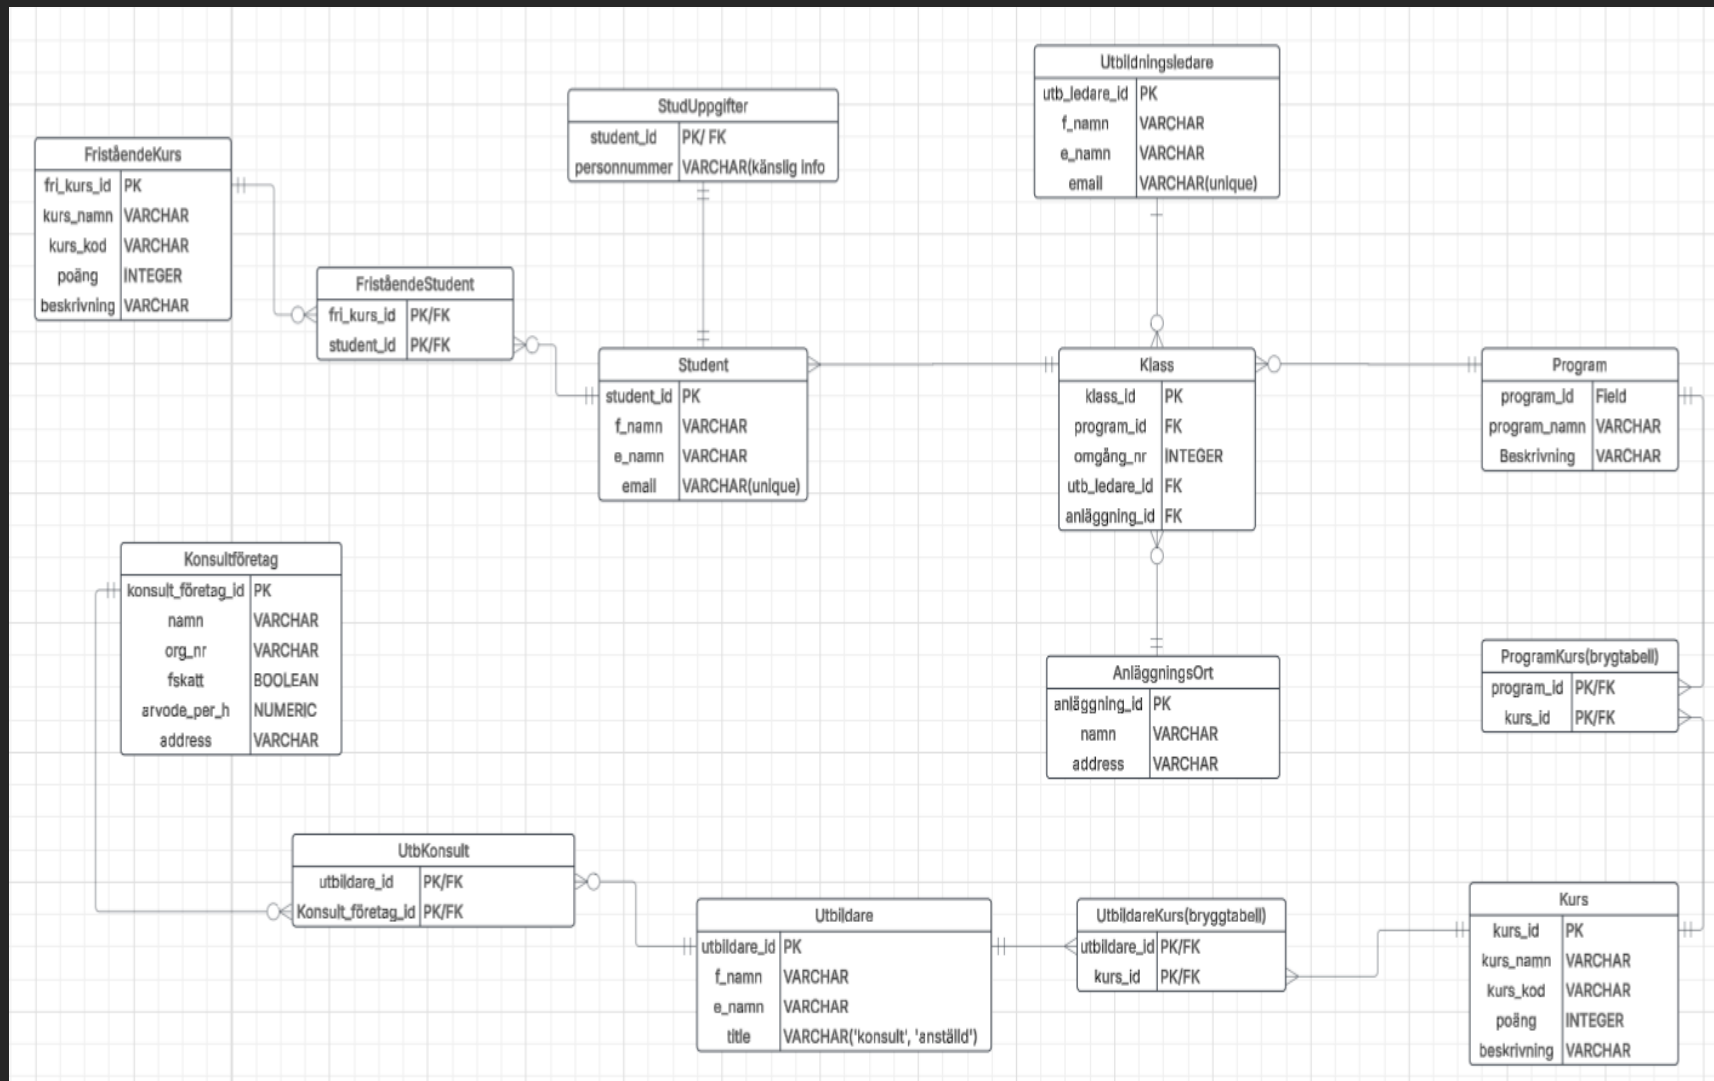 Utbildningsledare
utb_ledare_id PK
f_namn VARCHAR
e_namn VARCHAR
email VARCHAR(unique)
StudUppgifter
student_id PK/ FK
personnummer VARCHAR(känslig info
FriståendeKurs
fri_kurs_id PK
kurs_namn VARCHAR
kurs_kod VARCHAR
poäng INTEGER
beskrivning VARCHAR
FriståendeStudent
fri_kurs_id PK/FK
student_id PK/FK
Student
student_id PK
f_namn VARCHAR
e_namn VARCHAR
email VARCHAR(unique)
Klass
klass_id PK
program_id FK
omgång_nr INTEGER
utb_ledare_id FK
anläggning_id FK
Program
program_id Field
program_namn VARCHAR
Beskrivning VARCHAR
Konsultföretag
konsult_företag_id PK
namn VARCHAR
org_nr VARCHAR
fskatt BOOLEAN
arvode_per_h NUMERIC
address VARCHAR
AnläggningsOrt
anläggning_id PK
namn VARCHAR
address VARCHAR
ProgramKurs(brygtabell)
program_id PK/FK
kurs_id PK/FK
UtbKonsult
utbildare_id PK/FK
Konsult_företag_id PK/FK
Utbildare
utbildare_id PK
f_namn VARCHAR
e_namn VARCHAR
title VARCHAR('konsult', 'anställd')
UtbildareKurs(bryggtabell)
utbildare_id PK/FK
kurs_id PK/FK
Kurs
kurs_id PK
kurs_namn VARCHAR
kurs_kod VARCHAR
poäng INTEGER
beskrivning VARCHAR